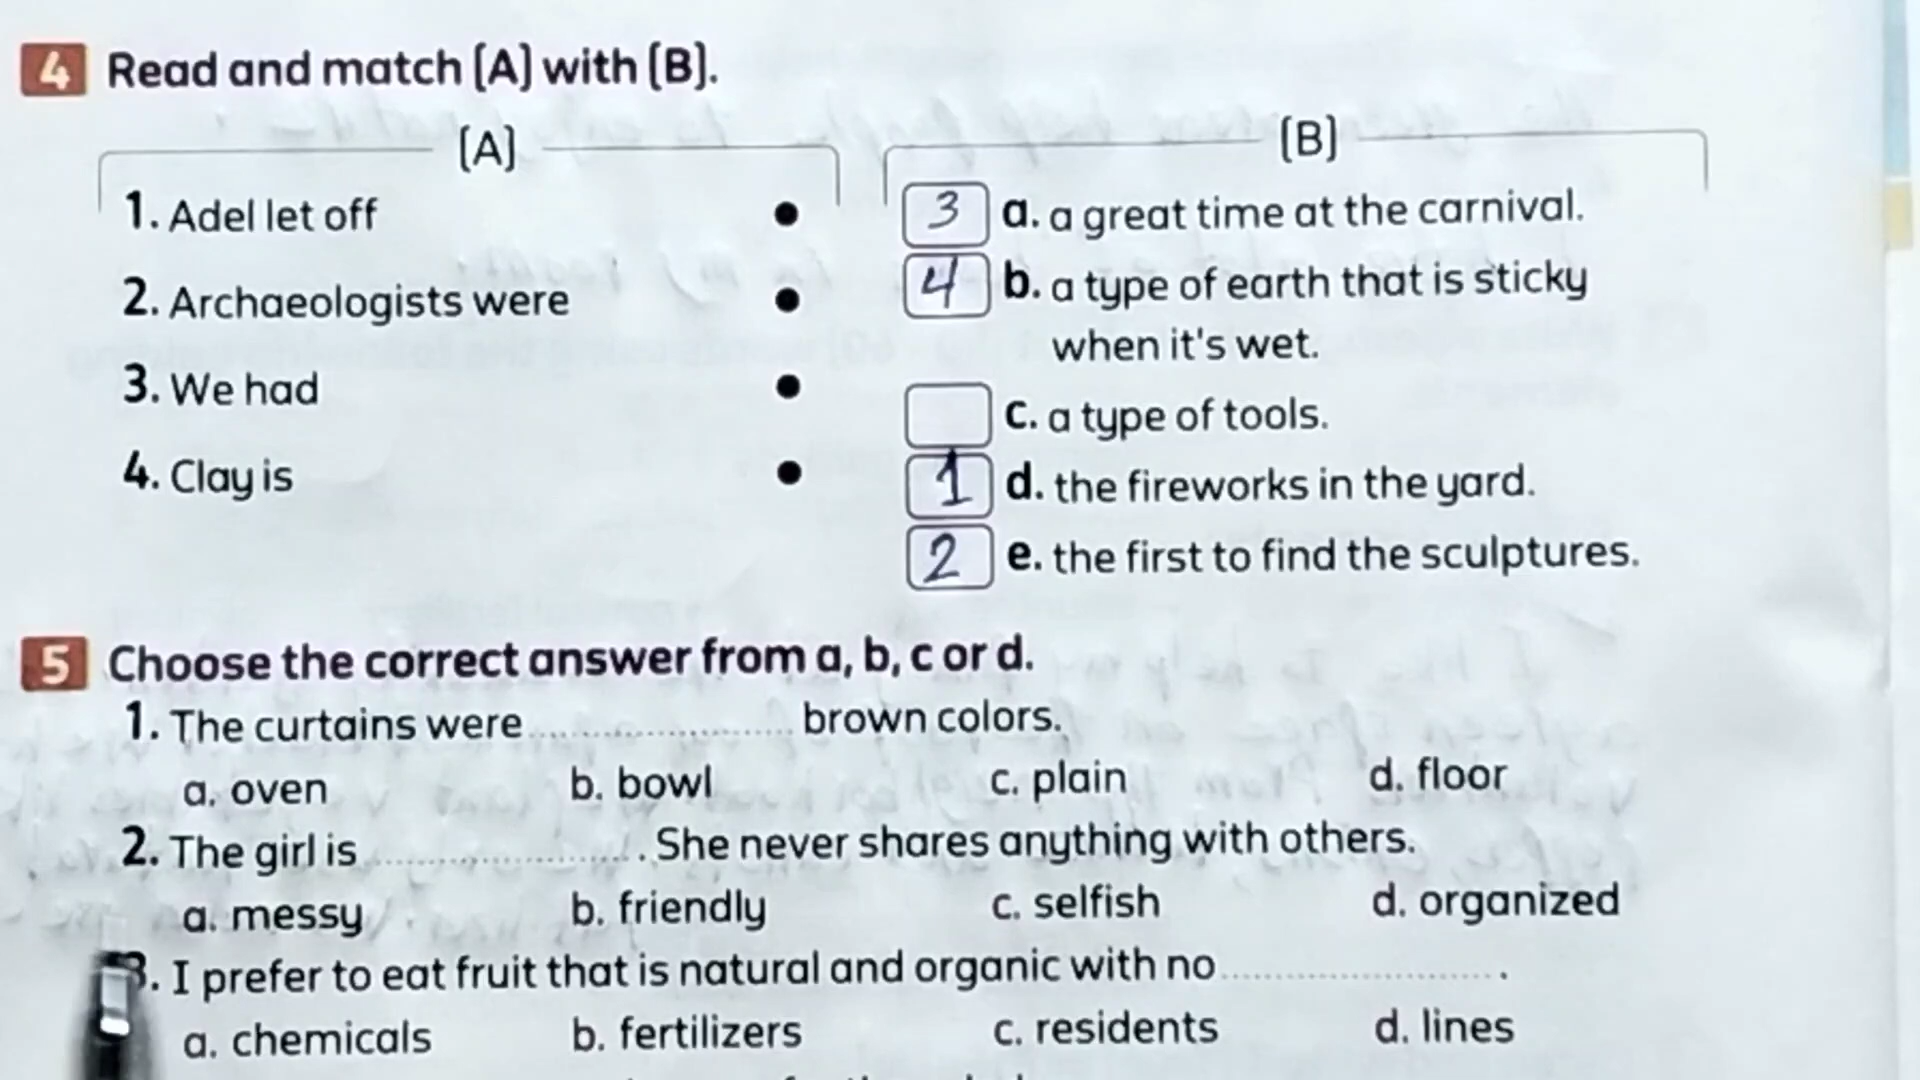 4 Read and match (A) with (B).
(A) (B)
1. Adel let off
2. Archaeologists were
3. We had
4. Clay is
3 a. a great time at the carnival.
4 b. a type of earth that is sticky
when it's wet.
c. a type of tools.
1 d. the fireworks in the yard.
2 e. the first to find the sculptures.
5 Choose the correct answer from a, b, c or d.
1. The curtains were .................... brown colors.
a. oven b. bowl c. plain d. floor
2. The girl is .................... . She never shares anything with others.
a. messy b. friendly c. selfish d. organized
3. I prefer to eat fruit that is natural and organic with no .................... .
a. chemicals b. fertilizers c. residents d. lines